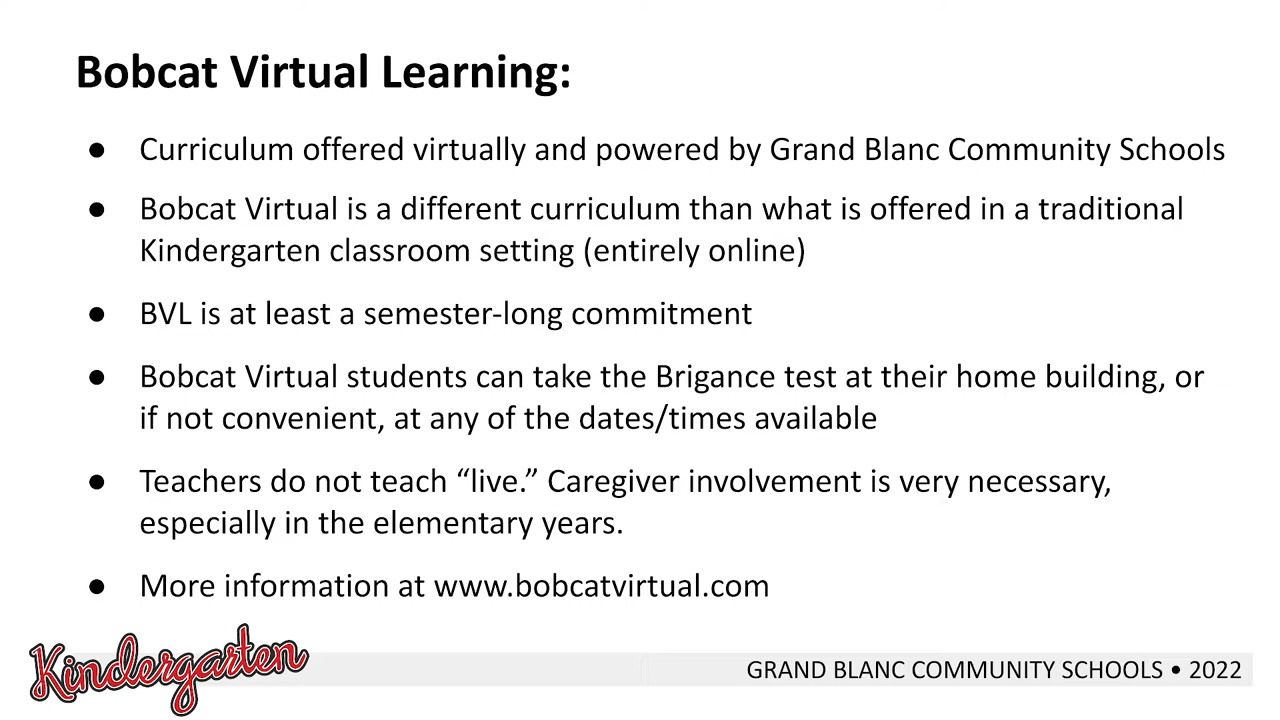 Bobcat Virtual Learning:
● Curriculum offered virtually and powered by Grand Blanc Community Schools
● Bobcat Virtual is a different curriculum than what is offered in a traditional
Kindergarten classroom setting (entirely online)
● BVL is at least a semester-long commitment
● Bobcat Virtual students can take the Brigance test at their home building, or
if not convenient, at any of the dates/times available
● Teachers do not teach “live.” Caregiver involvement is very necessary,
especially in the elementary years.
● More information at www.bobcatvirtual.com
Kindergarten
GRAND BLANC COMMUNITY SCHOOLS • 2022